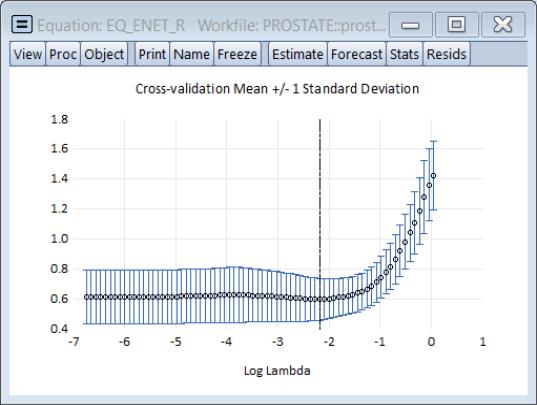 Equation: EQ_ENET_R Workfile: PROSTATE::prost...
View Proc Object Print Name Freeze Estimate Forecast Stats Resids
Cross-validation Mean +/- 1 Standard Deviation
1.8
1.6
1.4
1.2
1.0
0.8
0.6
0.4
-7 -6 -5 -4 -3 -2 -1 0 1
Log Lambda